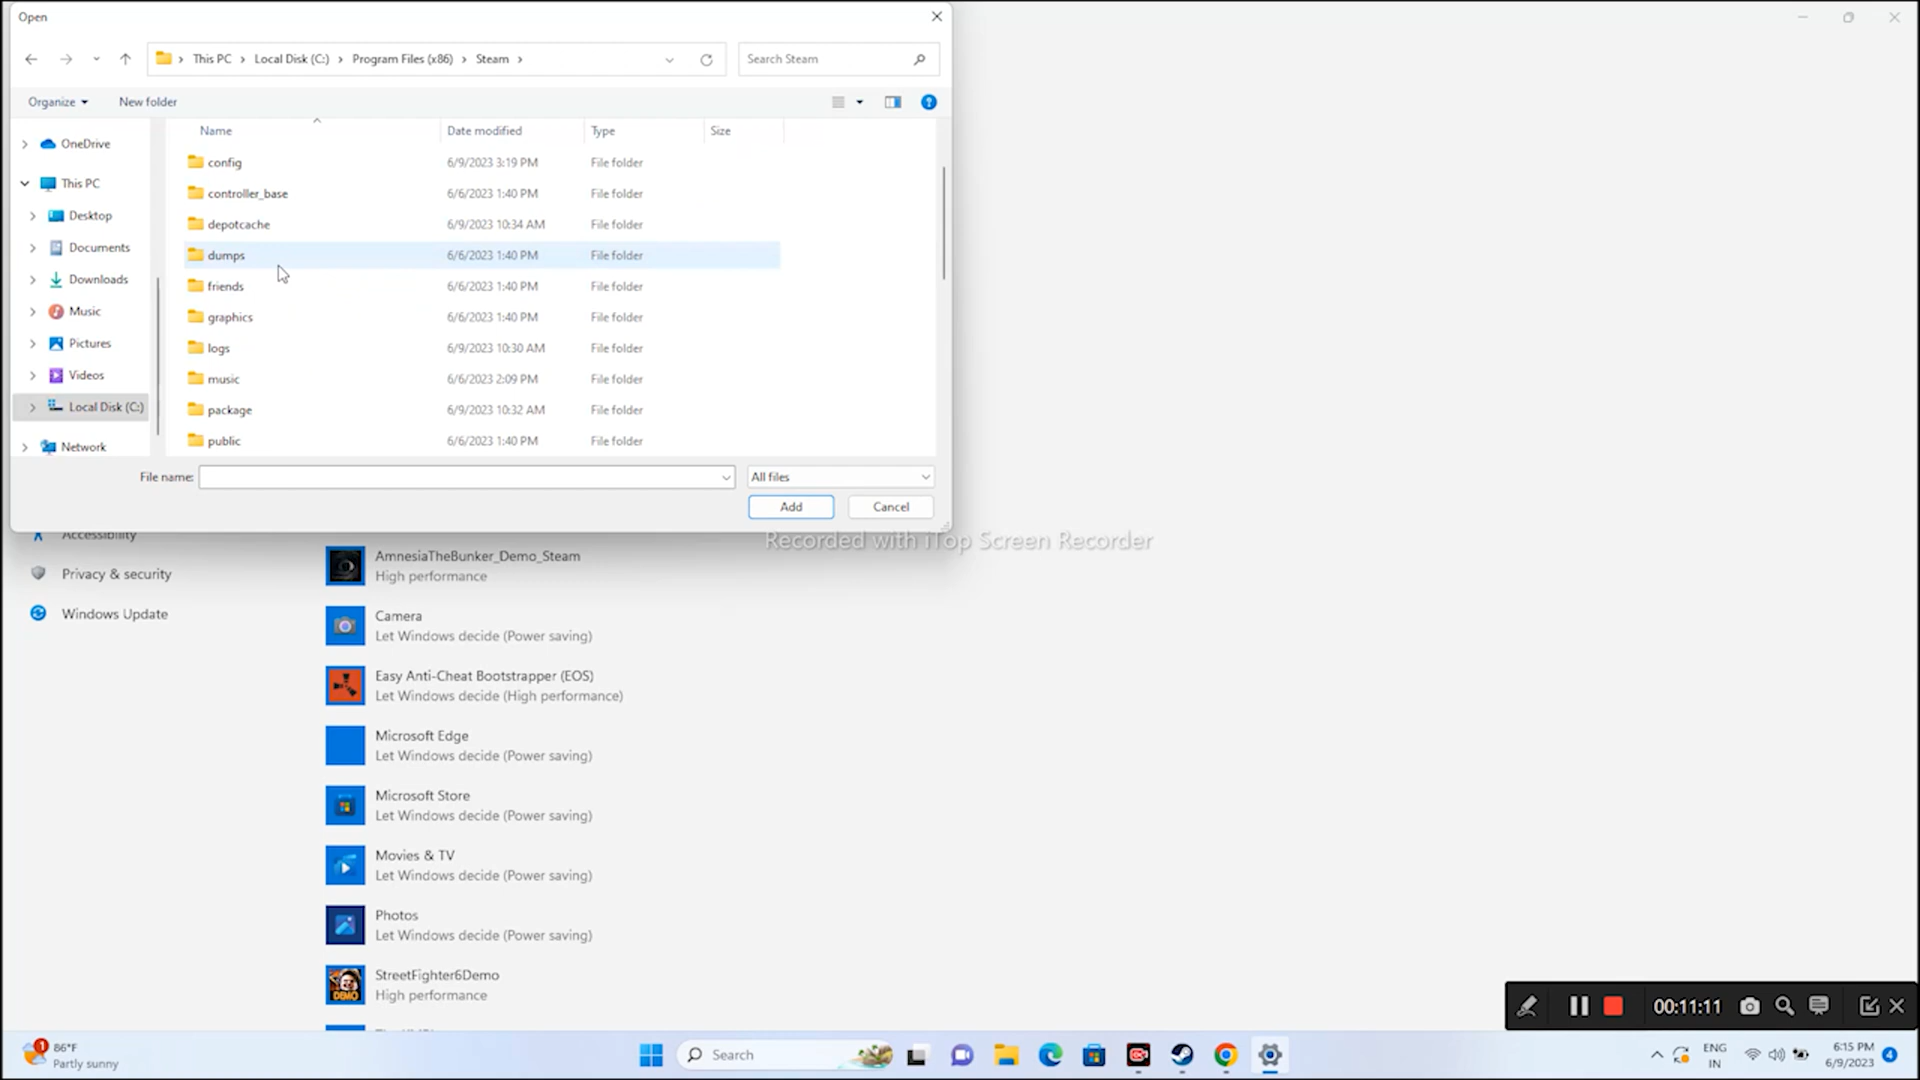 Open
This PC > Local Disk (C:) > Program Files (x86) > Steam >
Search Steam
Organize
New folder
Name
Date modified
Type
Size
OneDrive
This PC
Desktop
Documents
Downloads
Music
Pictures
Videos
Local Disk (C:)
Network
config 6/9/2023 3:19 PM File folder
controller_base 6/6/2023 1:40 PM File folder
depotcache 6/9/2023 10:34 AM File folder
dumps 6/6/2023 1:40 PM File folder
friends 6/6/2023 1:40 PM File folder
graphics 6/6/2023 1:40 PM File folder
logs 6/9/2023 10:30 AM File folder
music 6/6/2023 2:09 PM File folder
package 6/9/2023 10:32 AM File folder
public 6/6/2023 1:40 PM File folder
File name:
All files
Add
Cancel
Recorded with iTop Screen Recorder
Accessibility
Privacy & security
Windows Update
AmnesiaTheBunker_Demo_Steam
High performance
Camera
Let Windows decide (Power saving)
Easy Anti-Cheat Bootstrapper (EOS)
Let Windows decide (High performance)
Microsoft Edge
Let Windows decide (Power saving)
Microsoft Store
Let Windows decide (Power saving)
Movies & TV
Let Windows decide (Power saving)
Photos
Let Windows decide (Power saving)
DEMO
StreetFighter6Demo
High performance
00:11:11
1
86°F
Partly sunny
Search
ENG
IN
6:15 PM
6/9/2023
4